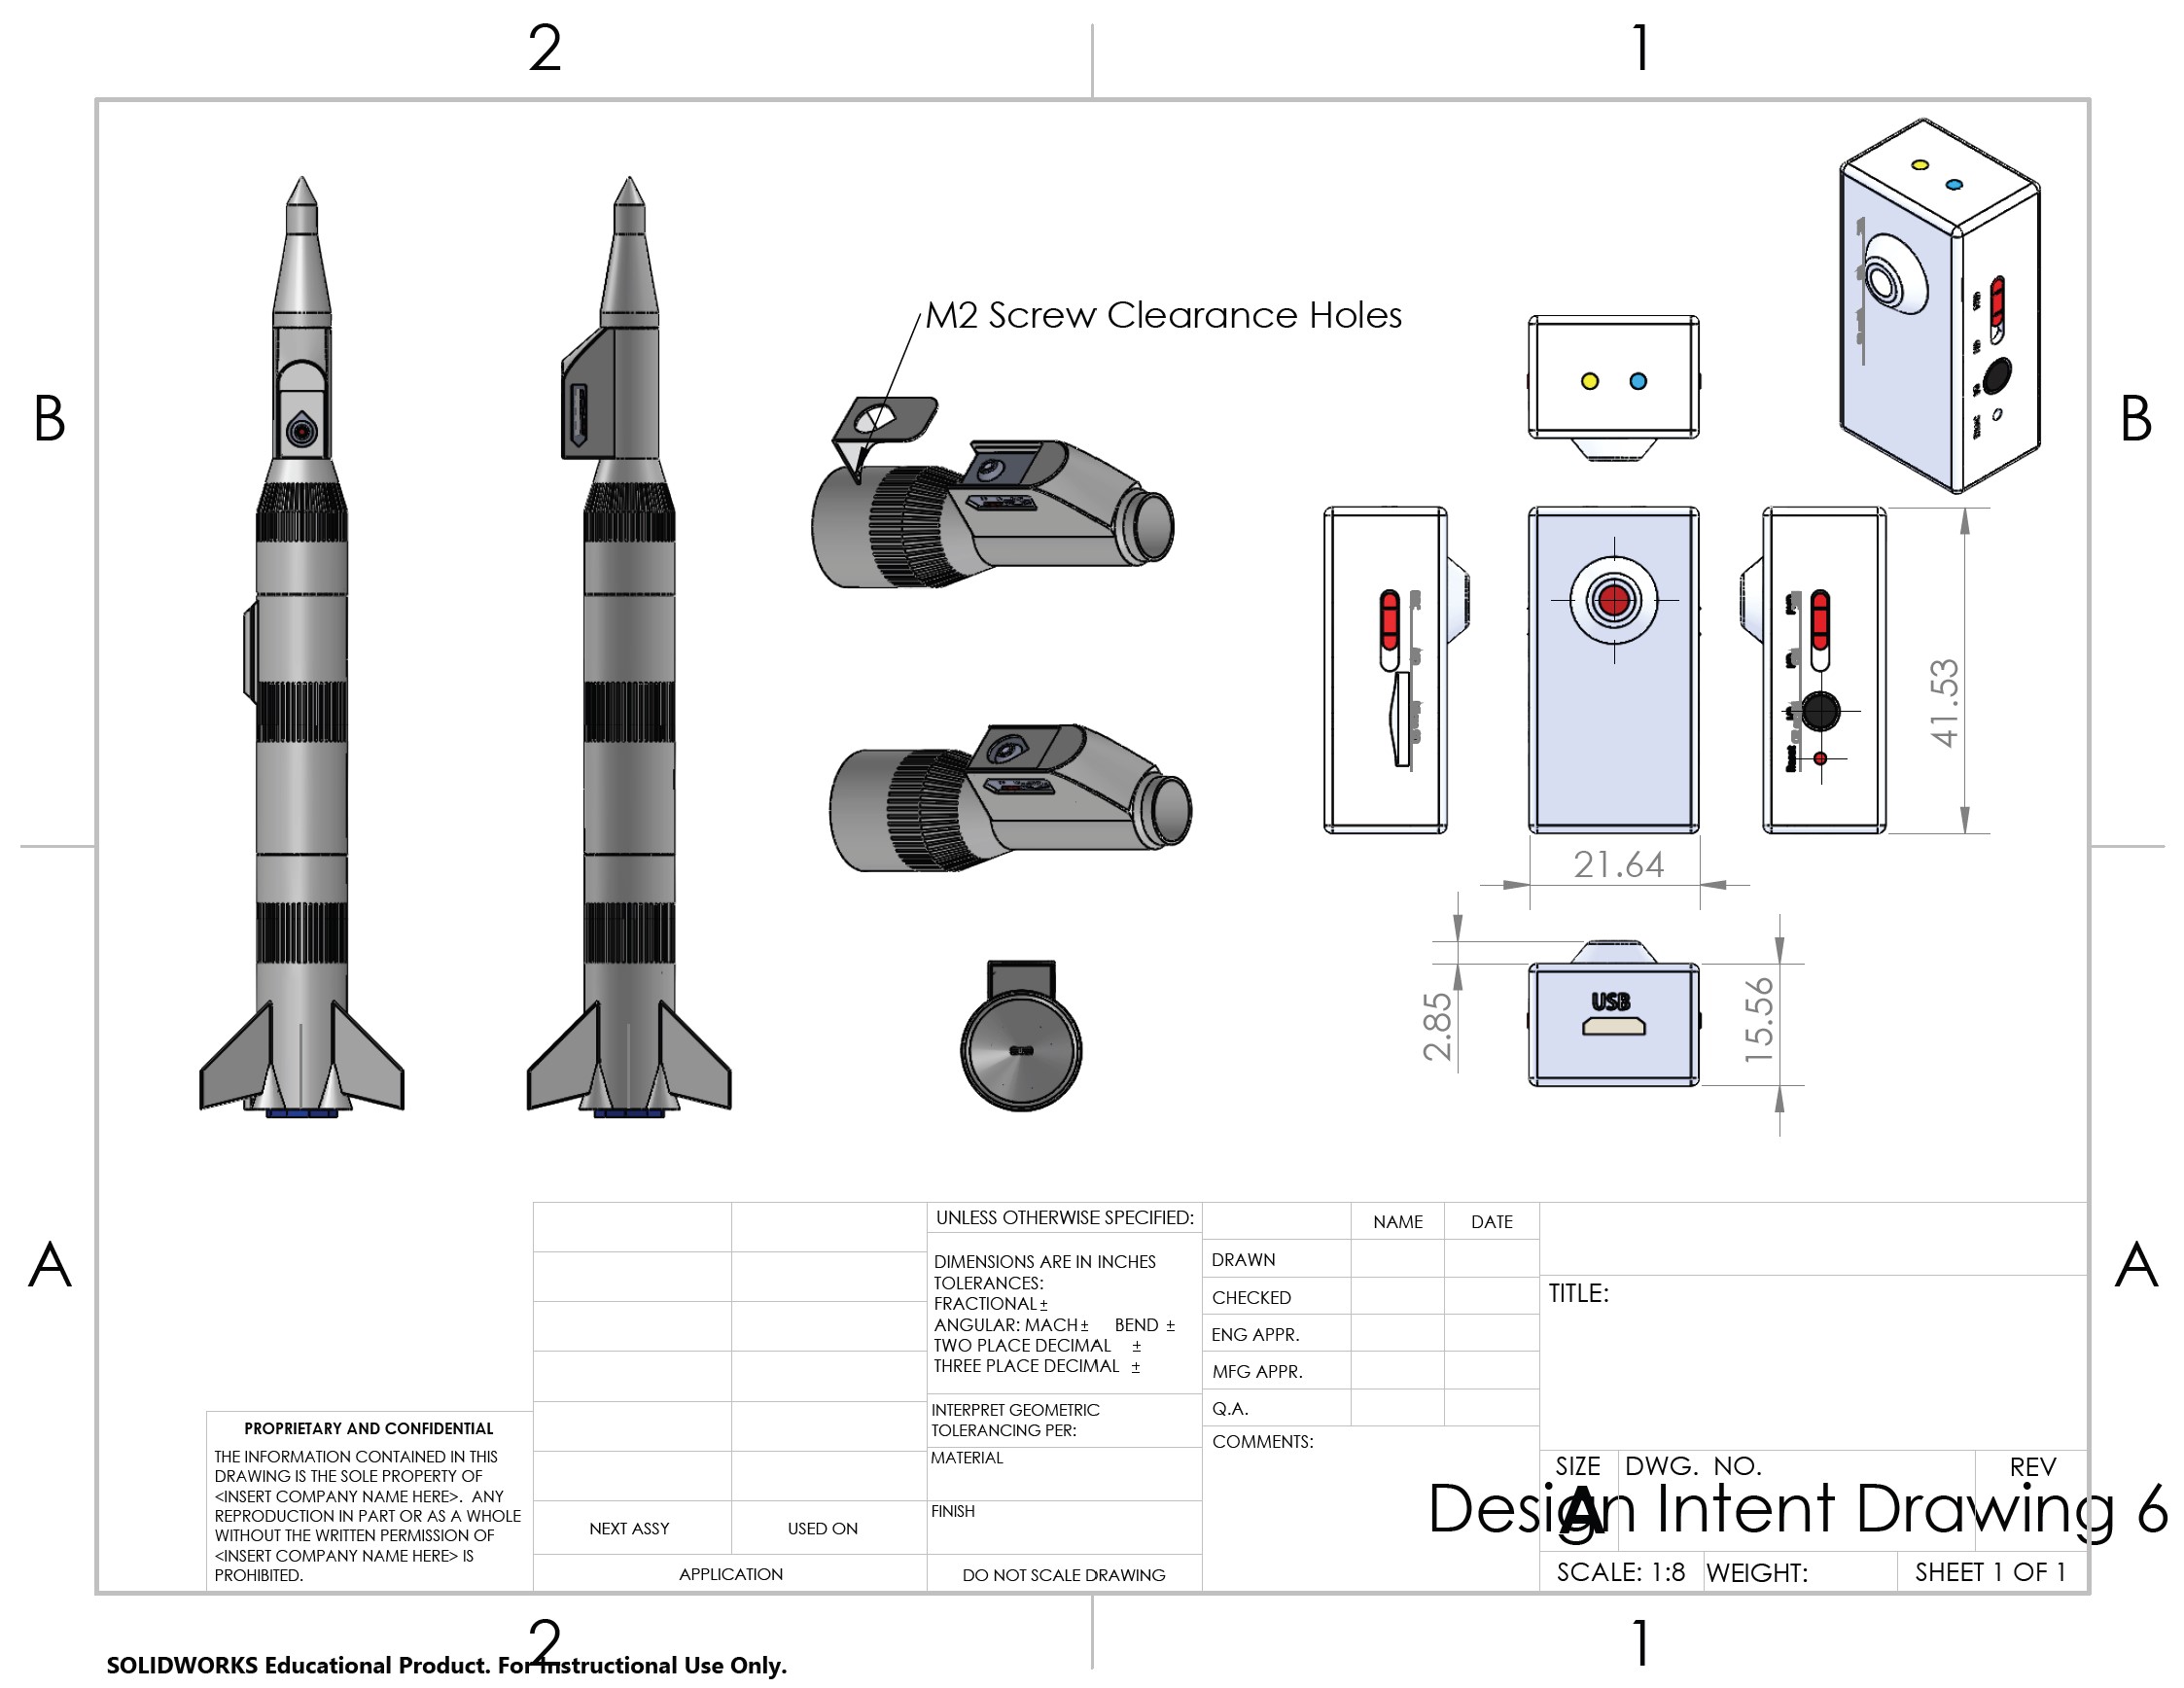 2
1
B
B
M2 Screw Clearance Holes
41.53
21.64
2.85
15.56
Reset
USB
A
A
UNLESS OTHERWISE SPECIFIED:
DIMENSIONS ARE IN INCHES
TOLERANCES:
FRACTIONAL ±
ANGULAR: MACH ± BEND ±
TWO PLACE DECIMAL ±
THREE PLACE DECIMAL ±
INTERPRET GEOMETRIC
TOLERANCING PER:
MATERIAL
FINISH
DO NOT SCALE DRAWING
NAME
DATE
DRAWN
CHECKED
ENG APPR.
MFG APPR.
Q.A.
COMMENTS:
TITLE:
SIZE
A
DWG. NO.
REV
Design Intent Drawing 6
SCALE: 1:8
WEIGHT:
SHEET 1 OF 1
PROPRIETARY AND CONFIDENTIAL
THE INFORMATION CONTAINED IN THIS
DRAWING IS THE SOLE PROPERTY OF
<INSERT COMPANY NAME HERE>. ANY
REPRODUCTION IN PART OR AS A WHOLE
WITHOUT THE WRITTEN PERMISSION OF
<INSERT COMPANY NAME HERE> IS
PROHIBITED.
NEXT ASSY
USED ON
APPLICATION
2
1
SOLIDWORKS Educational Product. For Instructional Use Only.